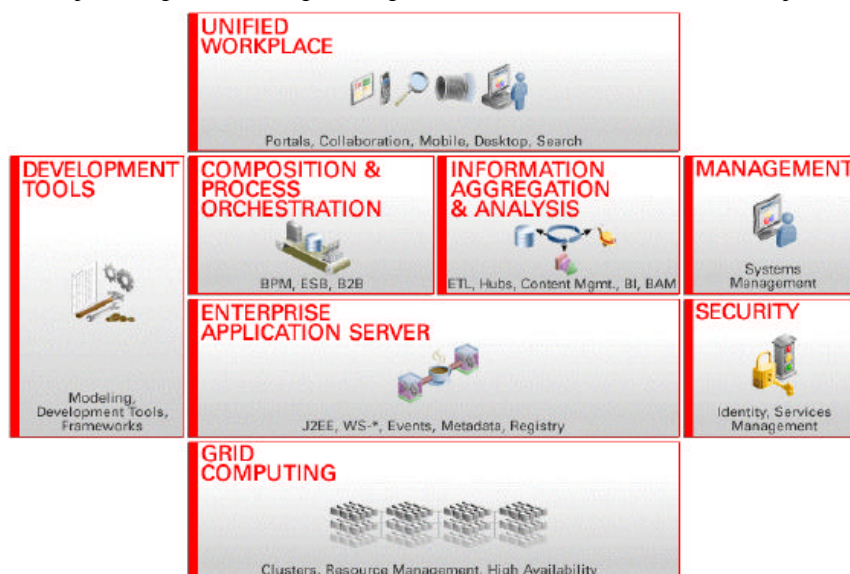 UNIFIED
WORKPLACE
Portals, Collaboration, Mobile, Desktop, Search
DEVELOPMENT
TOOLS
Modeling,
Development Tools,
Frameworks
COMPOSITION &
PROCESS
ORCHESTRATION
BPM, ESB, B2B
INFORMATION
AGGREGATION
& ANALYSIS
ETL, Hubs, Content Mgmt., BI, BAM
MANAGEMENT
Systems
Management
ENTERPRISE
APPLICATION SERVER
J2EE, WS-*, Events, Metadata, Registry
SECURITY
Identity, Services
Management
GRID
COMPUTING
Clusters, Resource Management, High Availability